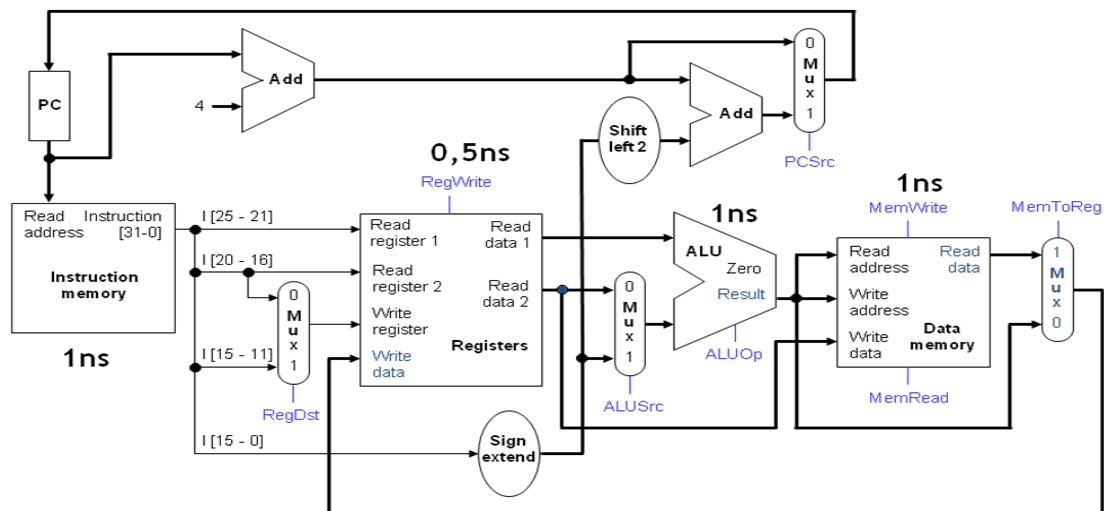 0
M
u
x
1
PCSrc
Add
4
PC
Add
Shift
left 2
0,5ns
RegWrite
1ns
MemWrite
MemToReg
1ns
Read
address
Instruction
[31-0]
Instruction
memory
1ns
I [25 - 21]
I [20 - 16]
I [15 - 11]
I [15 - 0]
0
M
u
x
1
RegDst
Read
register 1
Read
register 2
Write
register
Write
data
Read
data 1
Read
data 2
Registers
0
M
u
x
1
ALUSrc
Sign
extend
ALU
Zero
Result
ALUOp
Read
address
Write
address
Write
data
Read
data
Data
memory
MemRead
1
M
u
x
0